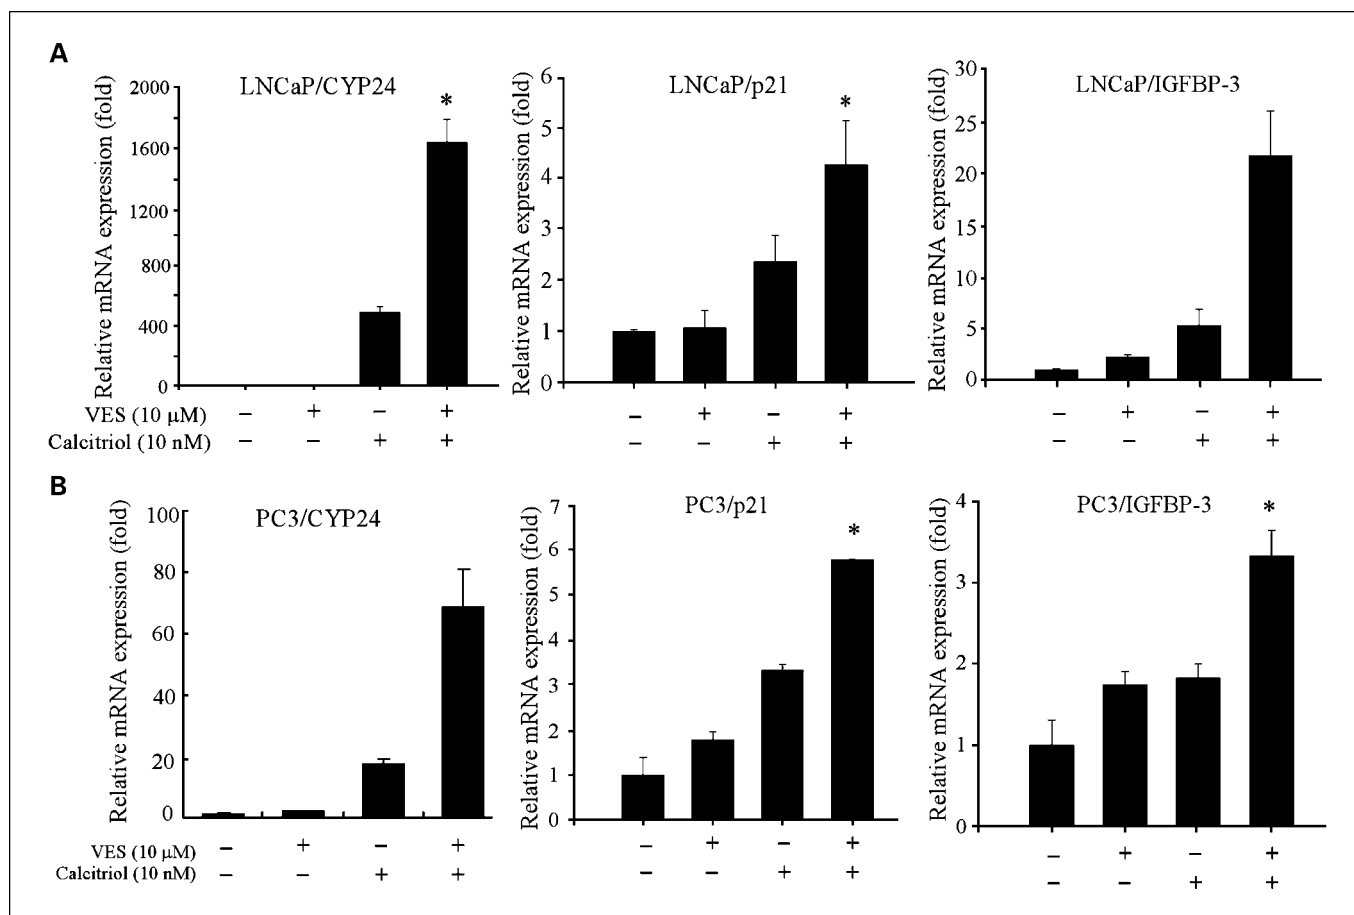 A
LNCaP/CYP24
Relative mRNA expression (fold)
2000
1600
1200
800
400
0
VES (10 µM) – + – +
Calcitriol (10 nM) – – + +
LNCaP/p21
Relative mRNA expression (fold)
6
5
4
3
2
1
0
– + – +
– – + +
LNCaP/IGFBP-3
Relative mRNA expression (fold)
30
25
20
15
10
5
0
– + – +
– – + +
*
*
B
PC3/CYP24
Relative mRNA expression (fold)
100
80
60
40
20
0
VES (10 µM) – + – +
Calcitriol (10 nM) – – + +
PC3/p21
Relative mRNA expression (fold)
7
6
5
4
3
2
1
0
– + – +
– – + +
*
PC3/IGFBP-3
Relative mRNA expression (fold)
4
3
2
1
0
– + – +
– – + +
*